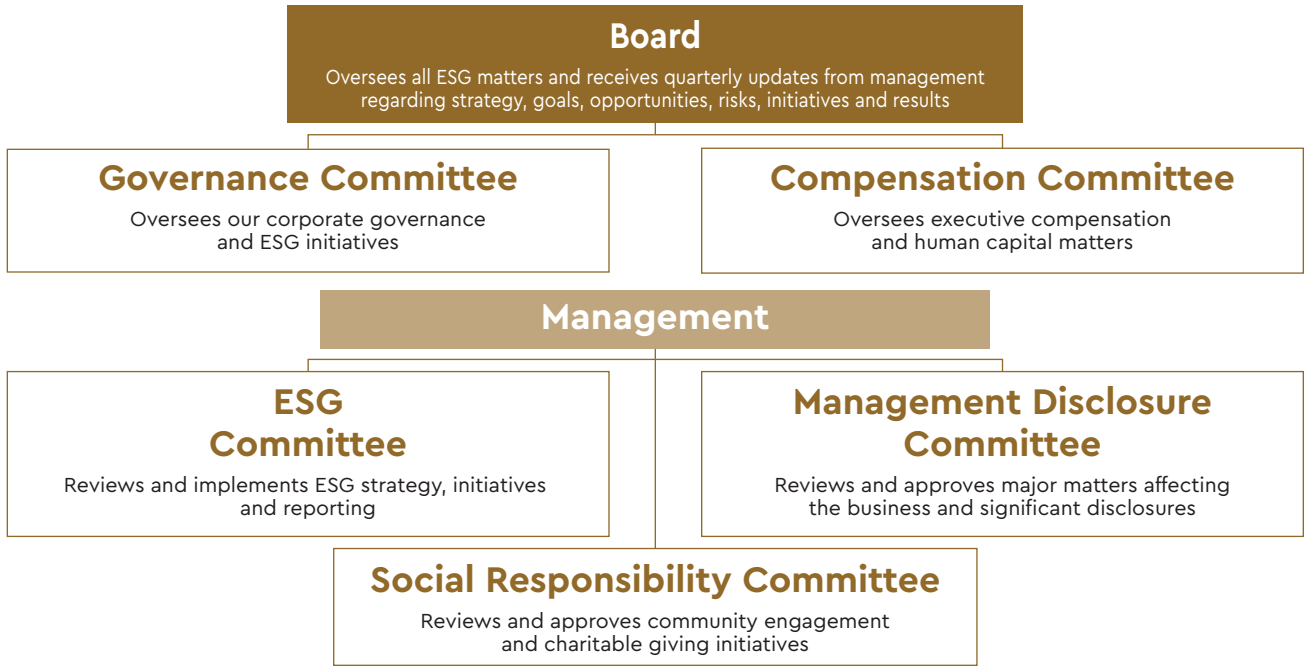 Board
Oversees all ESG matters and receives quarterly updates from management
regarding strategy, goals, opportunities, risks, initiatives and results
Governance Committee
Oversees our corporate governance
and ESG initiatives
Compensation Committee
Oversees executive compensation
and human capital matters
Management
ESG
Committee
Reviews and implements ESG strategy, initiatives
and reporting
Management Disclosure
Committee
Reviews and approves major matters affecting
the business and significant disclosures
Social Responsibility Committee
Reviews and approves community engagement
and charitable giving initiatives